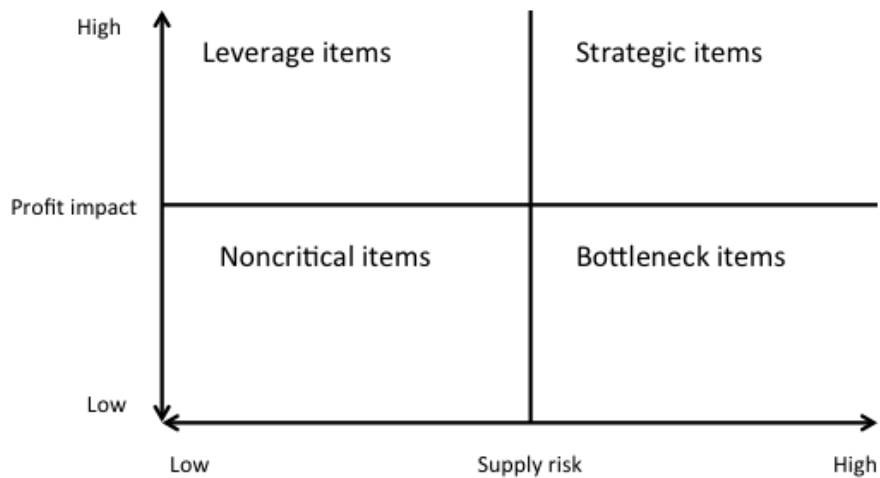 High
Leverage items
Strategic items
Profit impact
Noncritical items
Bottleneck items
Low
Low
Supply risk
High